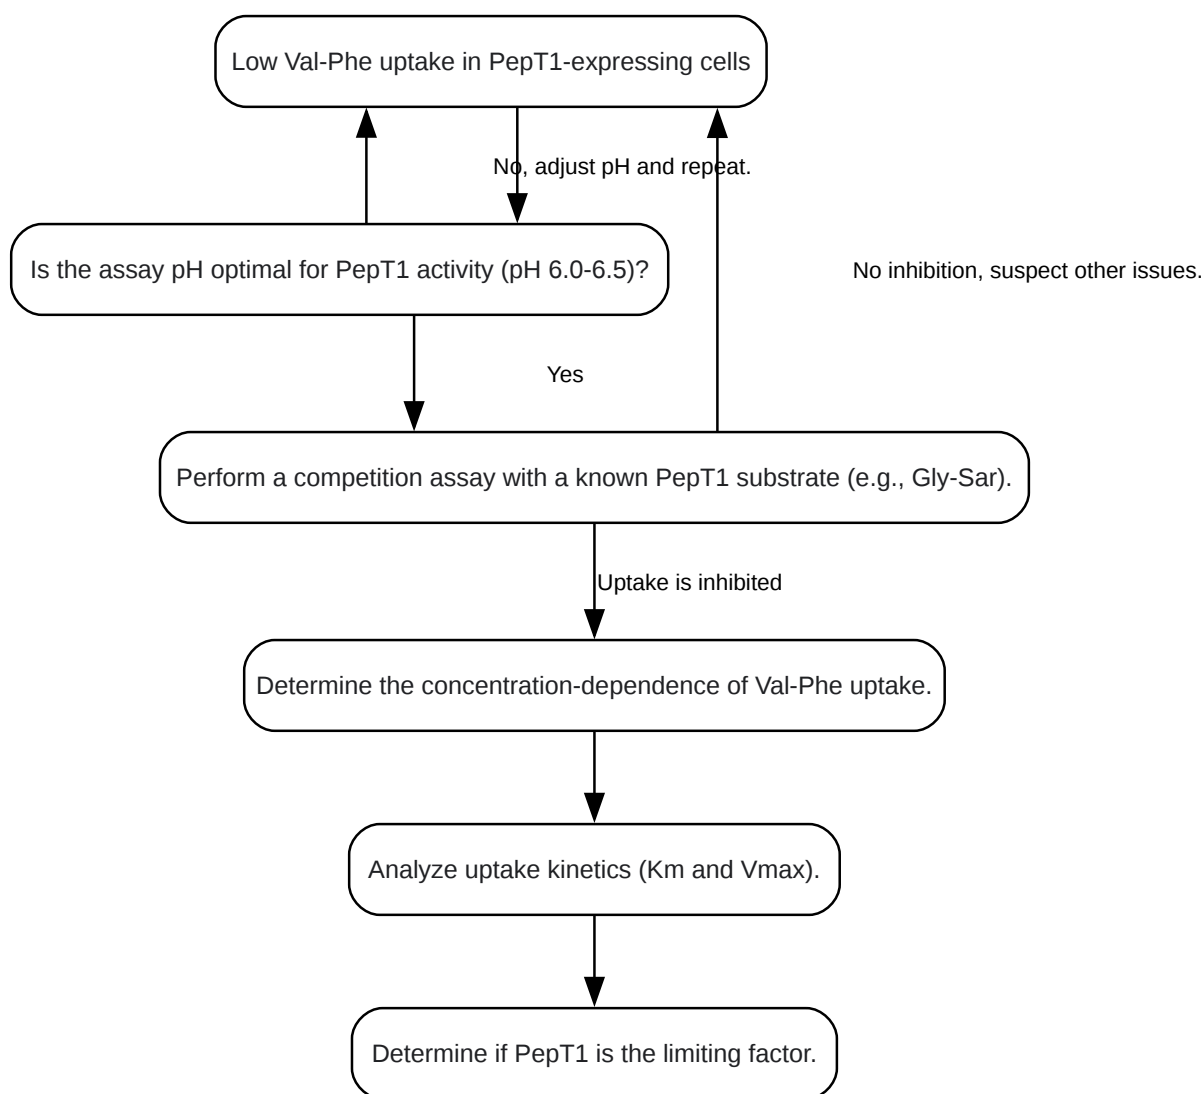 Low Val-Phe uptake in PepT1-expressing cells
No, adjust pH and repeat.
Is the assay pH optimal for PepT1 activity (pH 6.0-6.5)?
No inhibition, suspect other issues.
Yes
Perform a competition assay with a known PepT1 substrate (e.g., Gly-Sar).
Uptake is inhibited
Determine the concentration-dependence of Val-Phe uptake.
Analyze uptake kinetics (Km and Vmax).
Determine if PepT1 is the limiting factor.